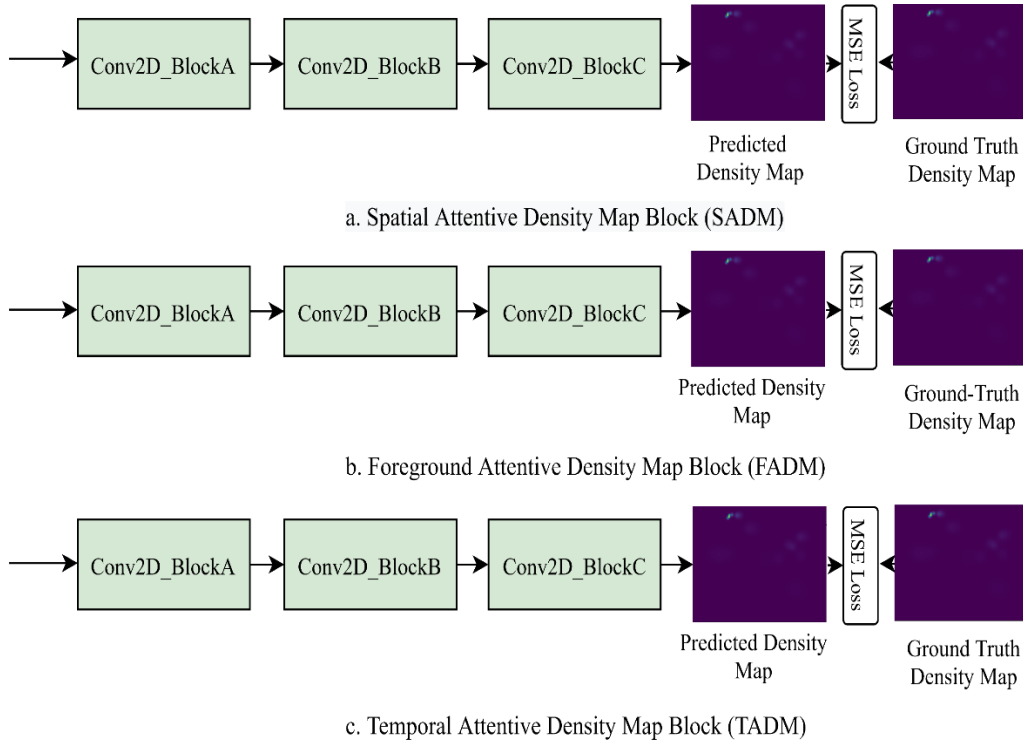 Conv2D_BlockA
Conv2D_BlockB
Conv2D_BlockC
MSE Loss
Predicted
Density Map
Ground Truth
Density Map
a. Spatial Attentive Density Map Block (SADM)
Conv2D_BlockA
Conv2D_BlockB
Conv2D_BlockC
MSE Loss
Predicted Density
Map
Ground-Truth
Density Map
b. Foreground Attentive Density Map Block (FADM)
Conv2D_BlockA
Conv2D_BlockB
Conv2D_BlockC
MSE Loss
Predicted Density
Map
Ground Truth
Density Map
c. Temporal Attentive Density Map Block (TADM)